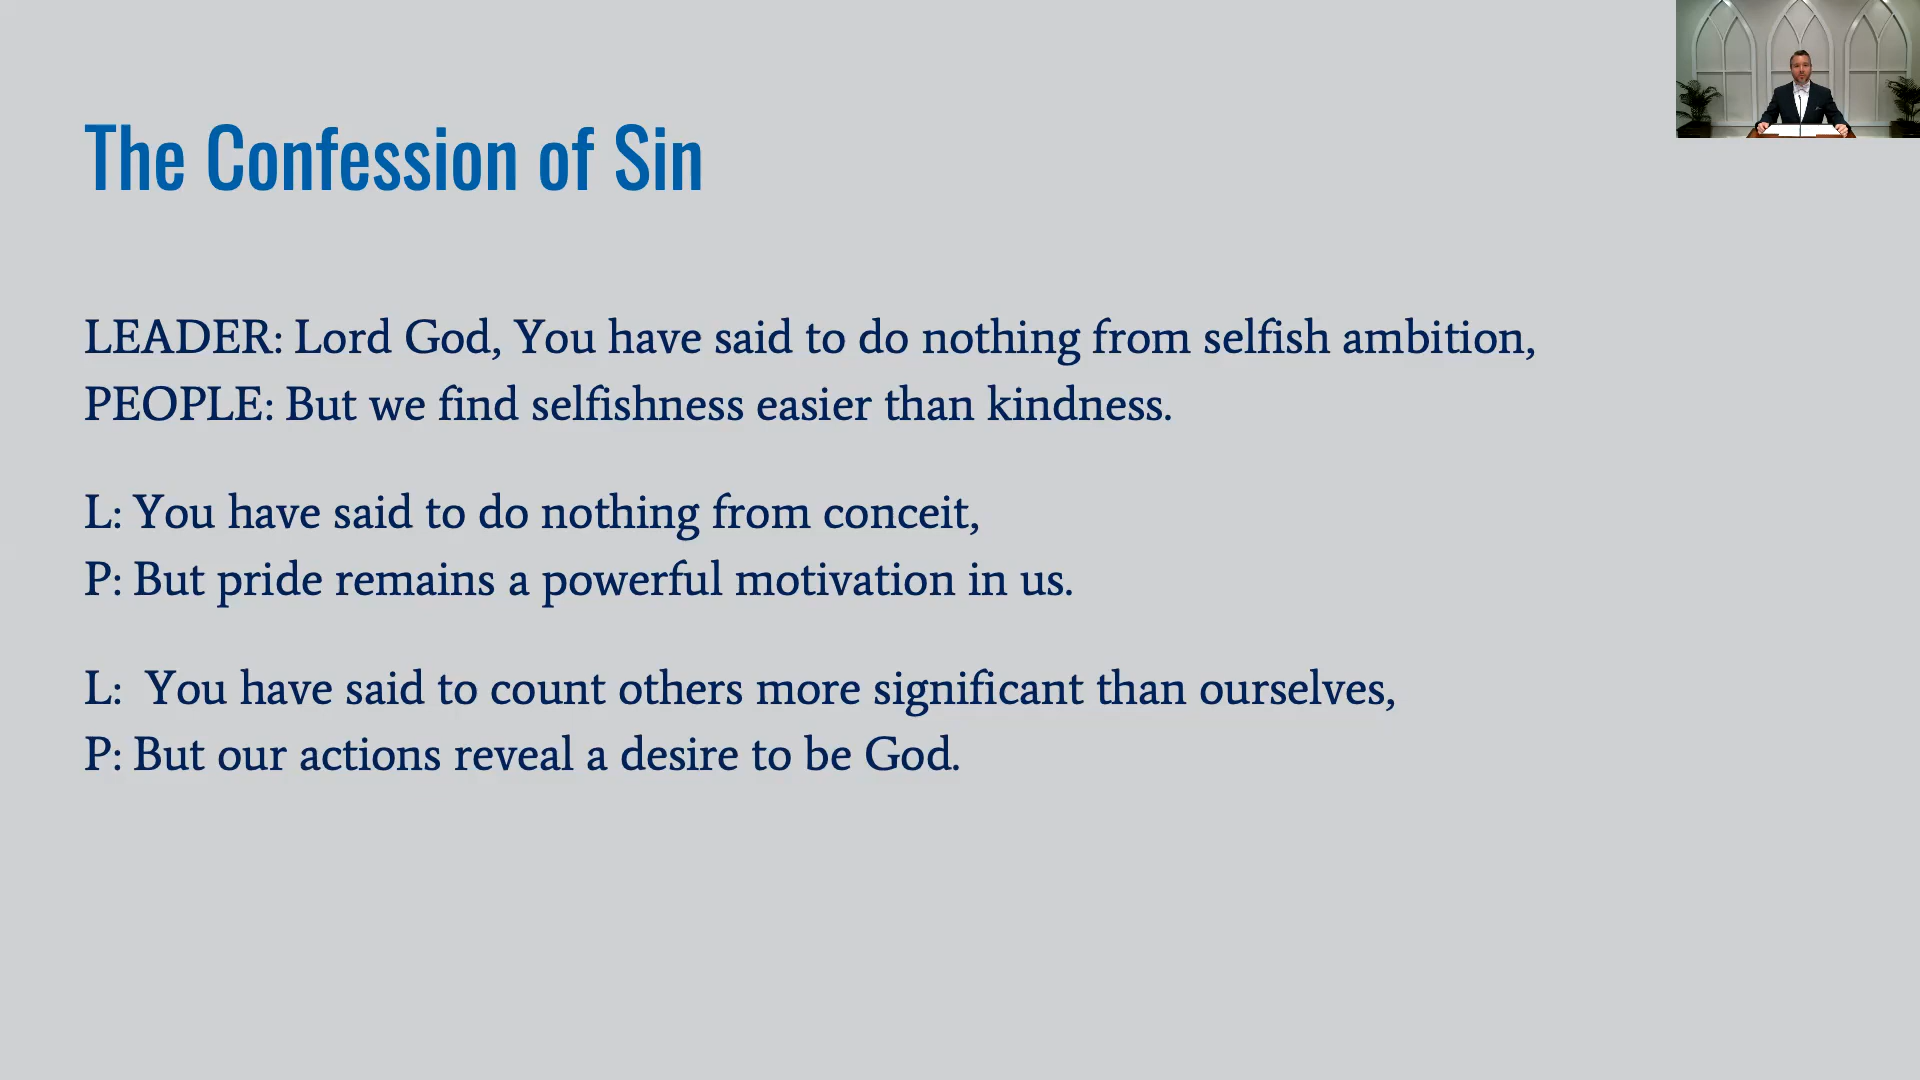 The Confession of Sin
LEADER: Lord God, You have said to do nothing from selfish ambition,
PEOPLE: But we find selfishness easier than kindness.
L: You have said to do nothing from conceit,
P: But pride remains a powerful motivation in us.
L:  You have said to count others more significant than ourselves,
P: But our actions reveal a desire to be God.